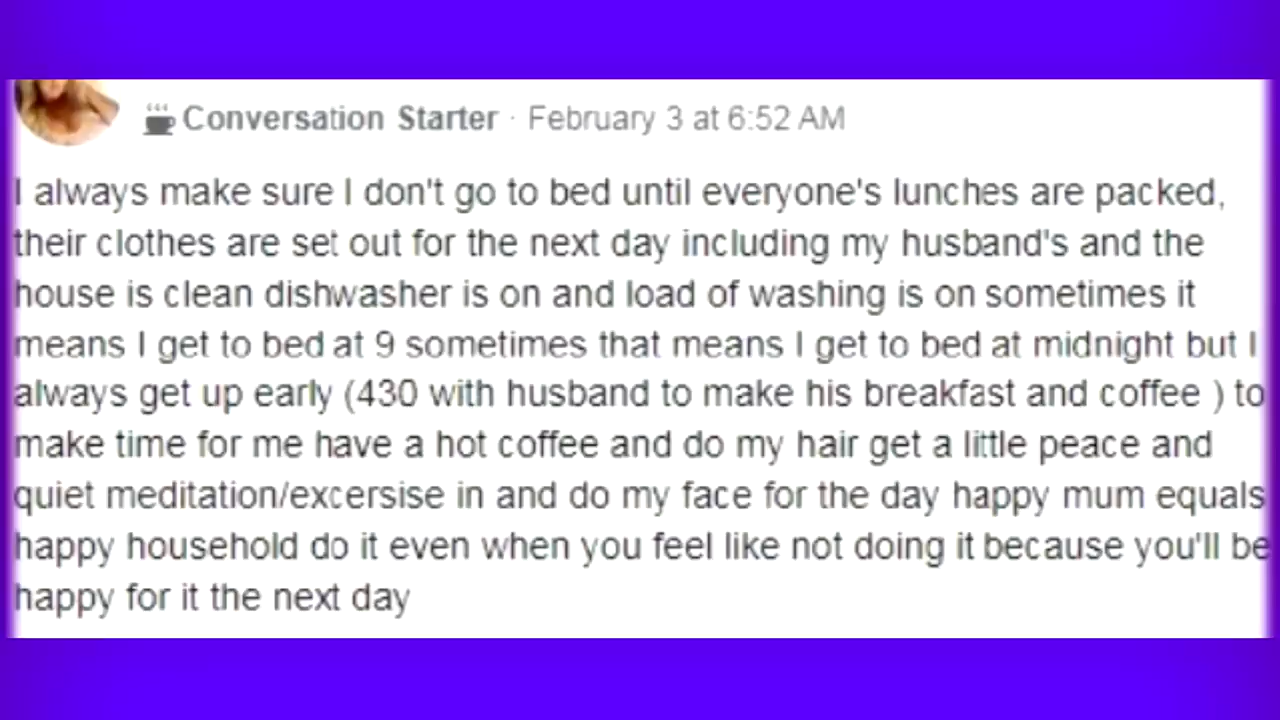 Conversation Starter · February 3 at 6:52 AM
I always make sure I don't go to bed until everyone's lunches are packed,
their clothes are set out for the next day including my husband's and the
house is clean dishwasher is on and load of washing is on sometimes it
means I get to bed at 9 sometimes that means I get to bed at midnight but I
always get up early (430 with husband to make his breakfast and coffee ) to
make time for me have a hot coffee and do my hair get a little peace and
quiet meditation/excersise in and do my face for the day happy mum equals
happy household do it even when you feel like not doing it because you'll be
happy for it the next day